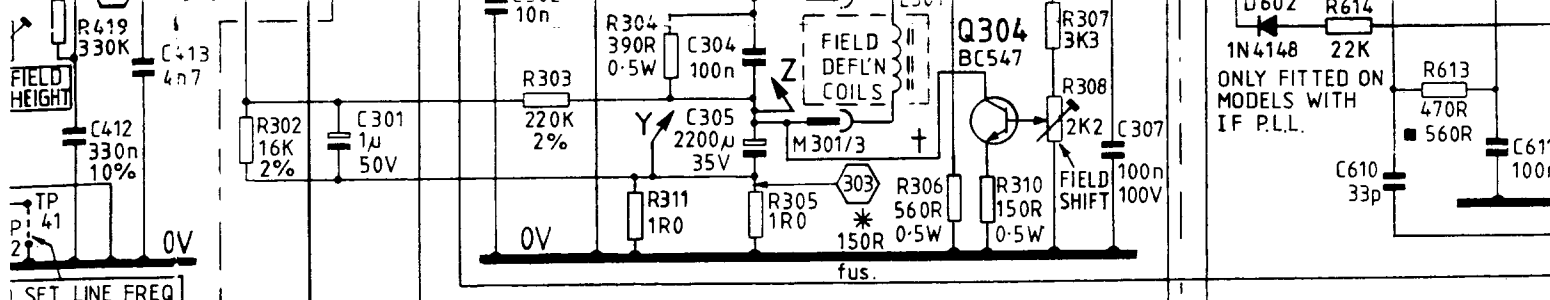 R419
330K
C413
4n7
FIELD
HEIGHT
C412
330n
10%
TP
41
P
2
0V
SET LINE FREQ
R302
16K
2%
C301
1µ
50V
10n
R303
220K
2%
R304
390R
0·5W
C304
100n
Y
Z
C305
2200µ
35V
R311
1R0
R305
1R0
0V
FIELD
DEFL'N
COILS
M301/3
†
303
✳
150R
fus.
Q304
BC547
R306
560R
0·5W
R310
150R
0·5W
R307
3K3
R308
2K2
FIELD
SHIFT
C307
100n
100V
D602
1N4148
R614
22K
ONLY FITTED ON
MODELS WITH
IF P.L.L.
R613
470R
■ 560R
C610
33p
C611
100n